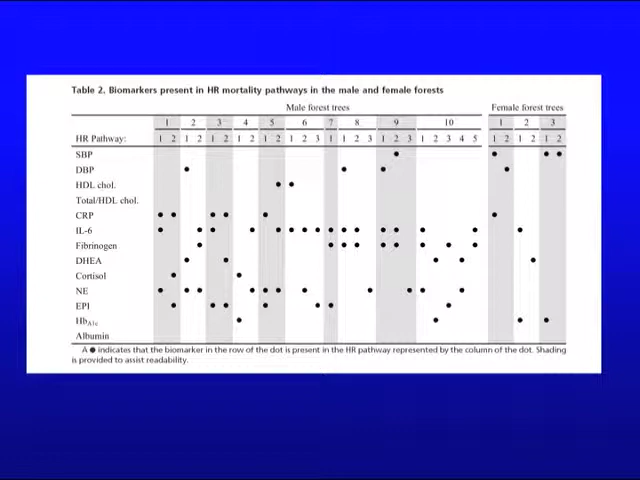 Table 2. Biomarkers present in HR mortality pathways in the male and female forests
Male forest trees Female forest trees
1 2 3 4 5 6 7 8 9 10 1 2 3
HR Pathway: 1 2 1 2 1 2 1 2 1 2 1 2 3 1 1 2 3 1 2 3 1 2 3 4 5 1 2 1 2 1 2
SBP
DBP
HDL chol.
Total/HDL chol.
CRP
IL-6
Fibrinogen
DHEA
Cortisol
NE
EPI
HbA1c
Albumin
A ● indicates that the biomarker in the row of the dot is present in the HR pathway represented by the column of the dot. Shading
is provided to assist readability.